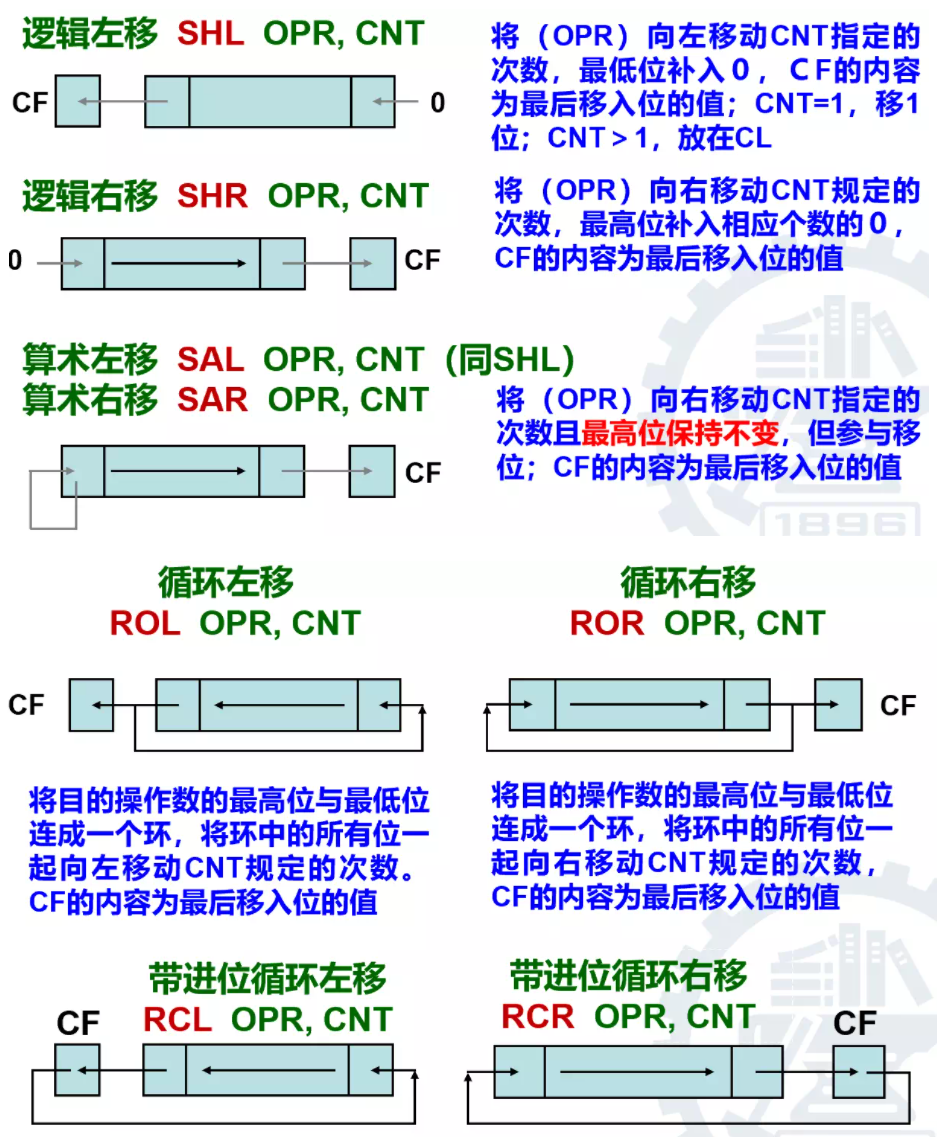 逻辑左移 SHL OPR, CNT
将（OPR）向左移动CNT指定的
次数，最低位补入０，ＣF的内容
为最后移入位的值；CNT=1，移1
位；CNT＞1，放在CL
CF
0
逻辑右移 SHR OPR, CNT
将（OPR）向右移动CNT规定的
次数，最高位补入相应个数的０，
CF的内容为最后移入位的值
0
CF
算术左移 SAL OPR, CNT（同SHL）
算术右移 SAR OPR, CNT
将（OPR）向右移动CNT指定的
次数且最高位保持不变，但参与移
位；CF的内容为最后移入位的值
CF
1896
循环左移
ROL OPR, CNT
CF
将目的操作数的最高位与最低位
连成一个环，将环中的所有位一
起向左移动CNT规定的次数。
CF的内容为最后移入位的值
循环右移
ROR OPR, CNT
CF
将目的操作数的最高位与最低位
连成一个环，将环中的所有位一
起向右移动CNT规定的次数，
CF的内容为最后移入位的值
带进位循环左移
RCL OPR, CNT
CF
带进位循环右移
RCR OPR, CNT
CF